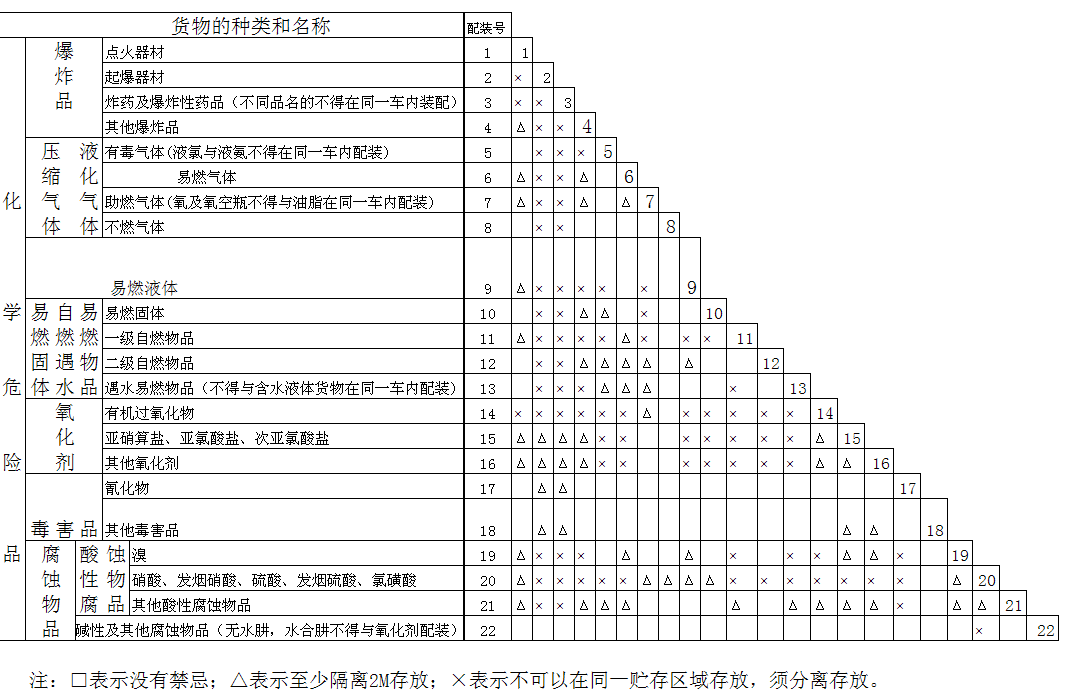 货物的种类和名称 配装号
爆 点火器材 1 1
炸 起爆器材 2 × 2
品 炸药及爆炸性药品（不同品名的不得在同一车内装配） 3 × × 3
其他爆炸品 4 △ × × 4
压 液 有毒气体(液氯与液氨不得在同一车内配装) 5 × × × 5
缩 化 易燃气体 6 △ × × △ 6
化 气 气 助燃气体(氧及氧空瓶不得与油脂在同一车内配装) 7 △ × × △ △ 7
体 体 不燃气体 8 × × 8
易燃液体 9 △ × × × × × 9
学 易 自 易 易燃固体 10 × × △ △ × 10
燃 燃 燃 一级自燃物品 11 △ × × × × △ × × × 11
固 遇 物 二级自燃物品 12 × × △ △ △ △ △ 12
危 体 水 品 遇水易燃物品（不得与含水液体货物在同一车内配装） 13 × × × △ △ △ × 13
氧 有机过氧化物 14 × × × × × × △ × × × × × 14
化 亚硝算盐、亚氯酸盐、次亚氯酸盐 15 △ △ △ △ × × × × × × × △ 15
险 剂 其他氧化剂 16 △ △ △ △ × × × × × × × △ △ 16
氰化物 17 △ △ 17
毒害品 其他毒害品 18 △ △ △ △ 18
品 腐 酸 蚀 溴 19 △ × × × △ △ × × × △ △ × 19
蚀 性 物 硝酸、发烟硝酸、硫酸、发烟硫酸、氯磺酸 20 △ × × × × × △ △ △ △ × × × × × × × △ 20
物 腐 品 其他酸性腐蚀物品 21 △ × × △ △ △ △ △ △ △ △ × △ △ 21
品 碱性及其他腐蚀物品（无水肼，水合肼不得与氧化剂配装） 22 × 22
注：□表示没有禁忌；△表示至少隔离2M存放；×表示不可以在同一贮存区域存放，须分离存放。